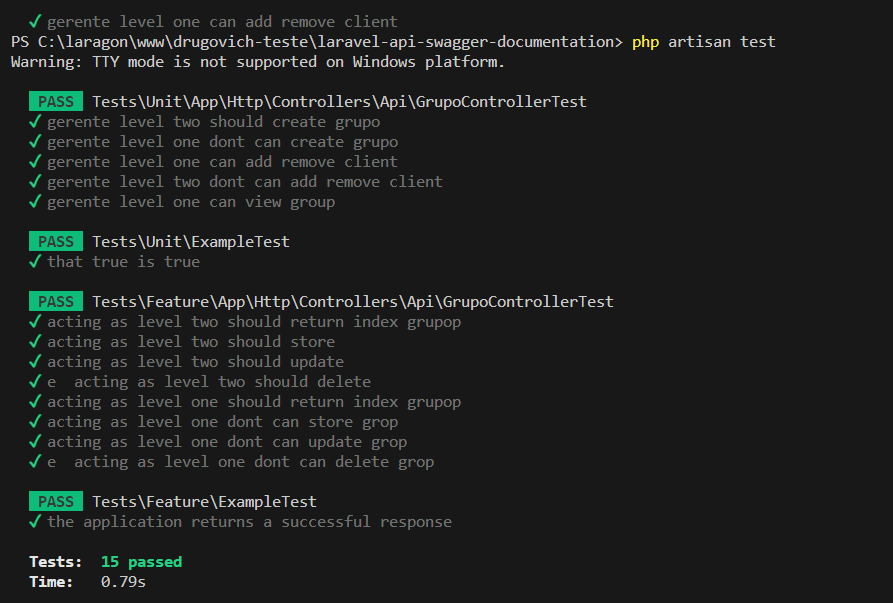 ✓ gerente level one can add remove client
PS C:\laragon\www\drugovich-teste\laravel-api-swagger-documentation> php artisan test
Warning: TTY mode is not supported on Windows platform.
PASS Tests\Unit\App\Http\Controllers\Api\GrupoControllerTest
✓ gerente level two should create grupo
✓ gerente level one dont can create grupo
✓ gerente level one can add remove client
✓ gerente level two dont can add remove client
✓ gerente level one can view group
PASS Tests\Unit\ExampleTest
✓ that true is true
PASS Tests\Feature\App\Http\Controllers\Api\GrupoControllerTest
✓ acting as level two should return index grupop
✓ acting as level two should store
✓ acting as level two should update
✓ e  acting as level two should delete
✓ acting as level one should return index grupop
✓ acting as level one dont can store grop
✓ acting as level one dont can update grop
✓ e  acting as level one dont can delete grop
PASS Tests\Feature\ExampleTest
✓ the application returns a successful response
Tests:  15 passed
Time:   0.79s